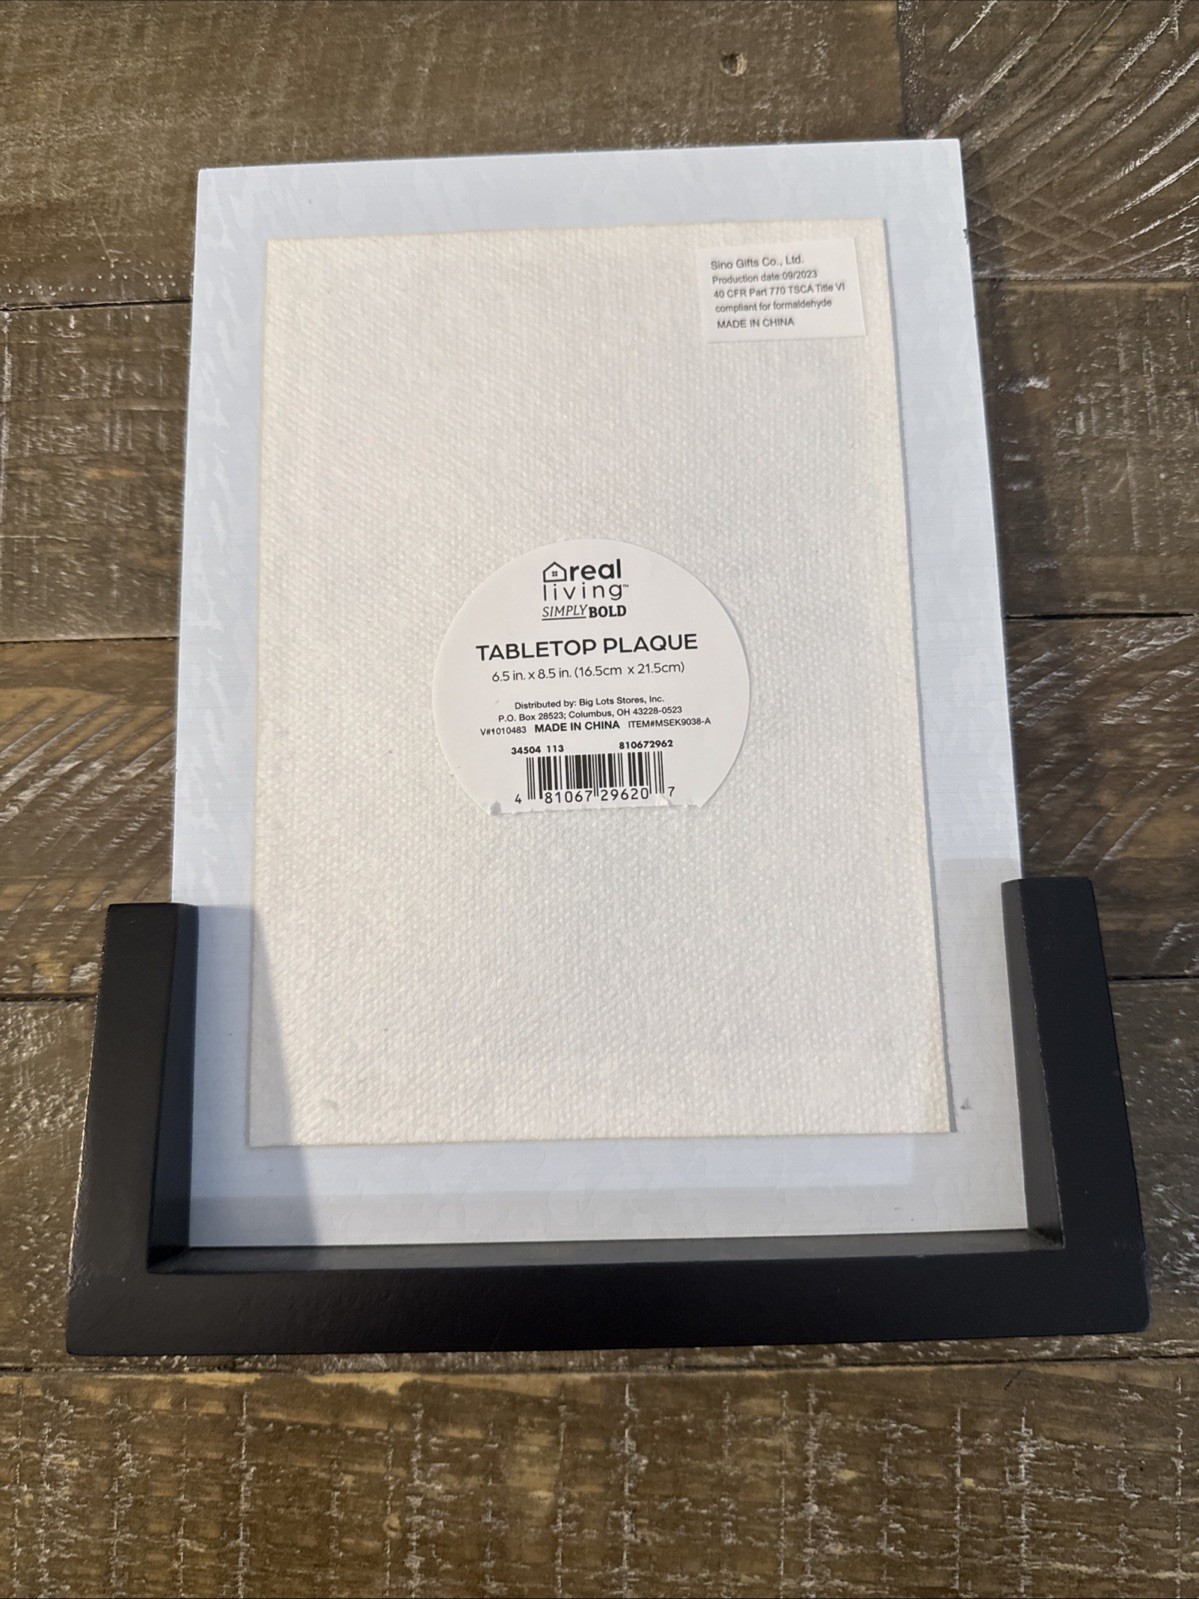 Sino Gifts Co., Ltd.
Production date:09/2023
40 CFR Part 770 TSCA Title VI
compliant for formaldehyde
MADE IN CHINA
real
living™
SIMPLY BOLD
TABLETOP PLAQUE
6.5 in. x 8.5 in. (16.5cm x 21.5cm)
Distributed by: Big Lots Stores, Inc.
P.O. Box 28523; Columbus, OH 43228-0523
V#1010483 MADE IN CHINA ITEM#MSEK9038-A
34504 113 810672962
4 81067 29620 7